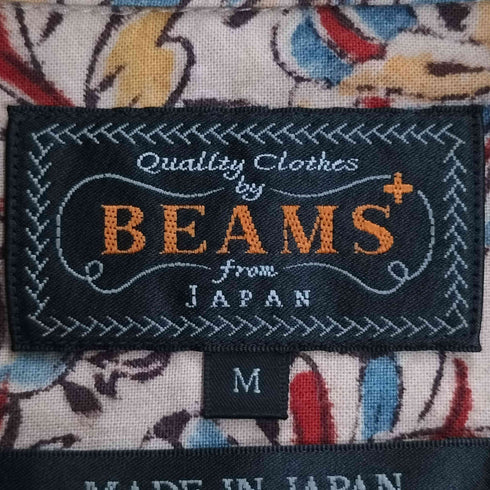 Quality Clothes
by
BEAMS+
from
JAPAN
M
MADE IN JAPAN